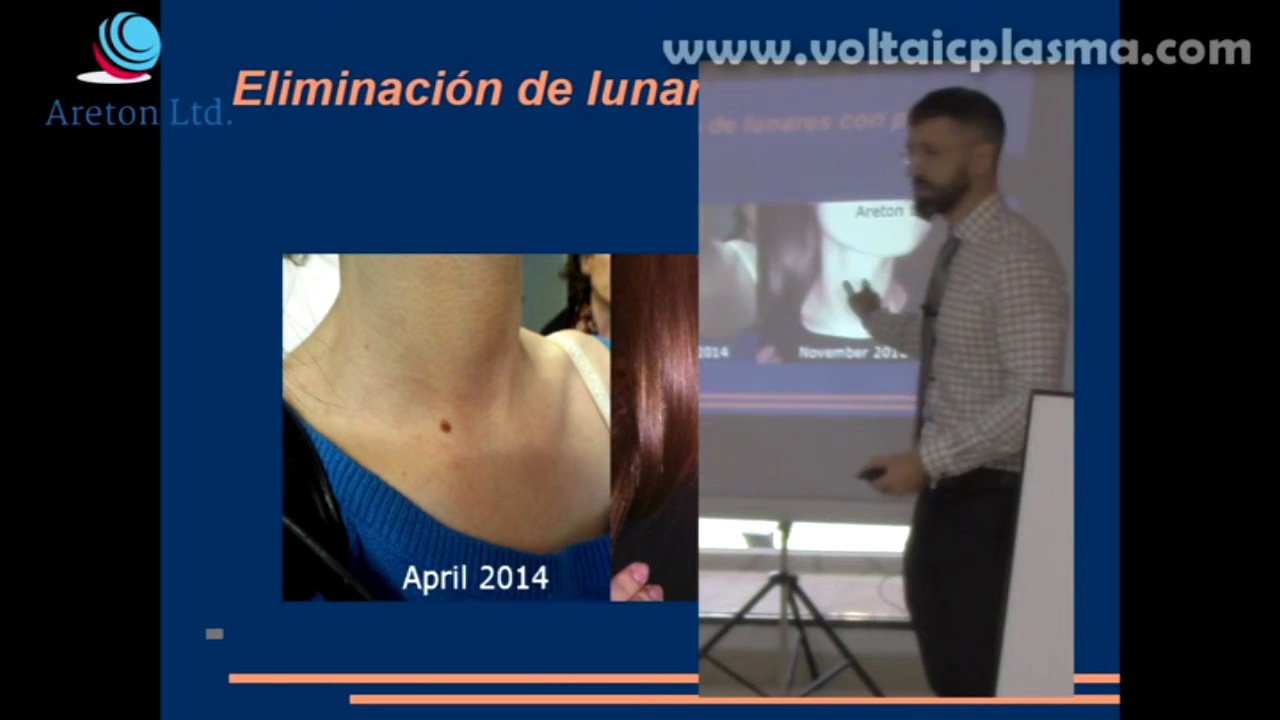 www.voltaicplasma.com
Areton Ltd.
Eliminación de lunar
de lunares con p
Areton
April 2014
2014
November 201